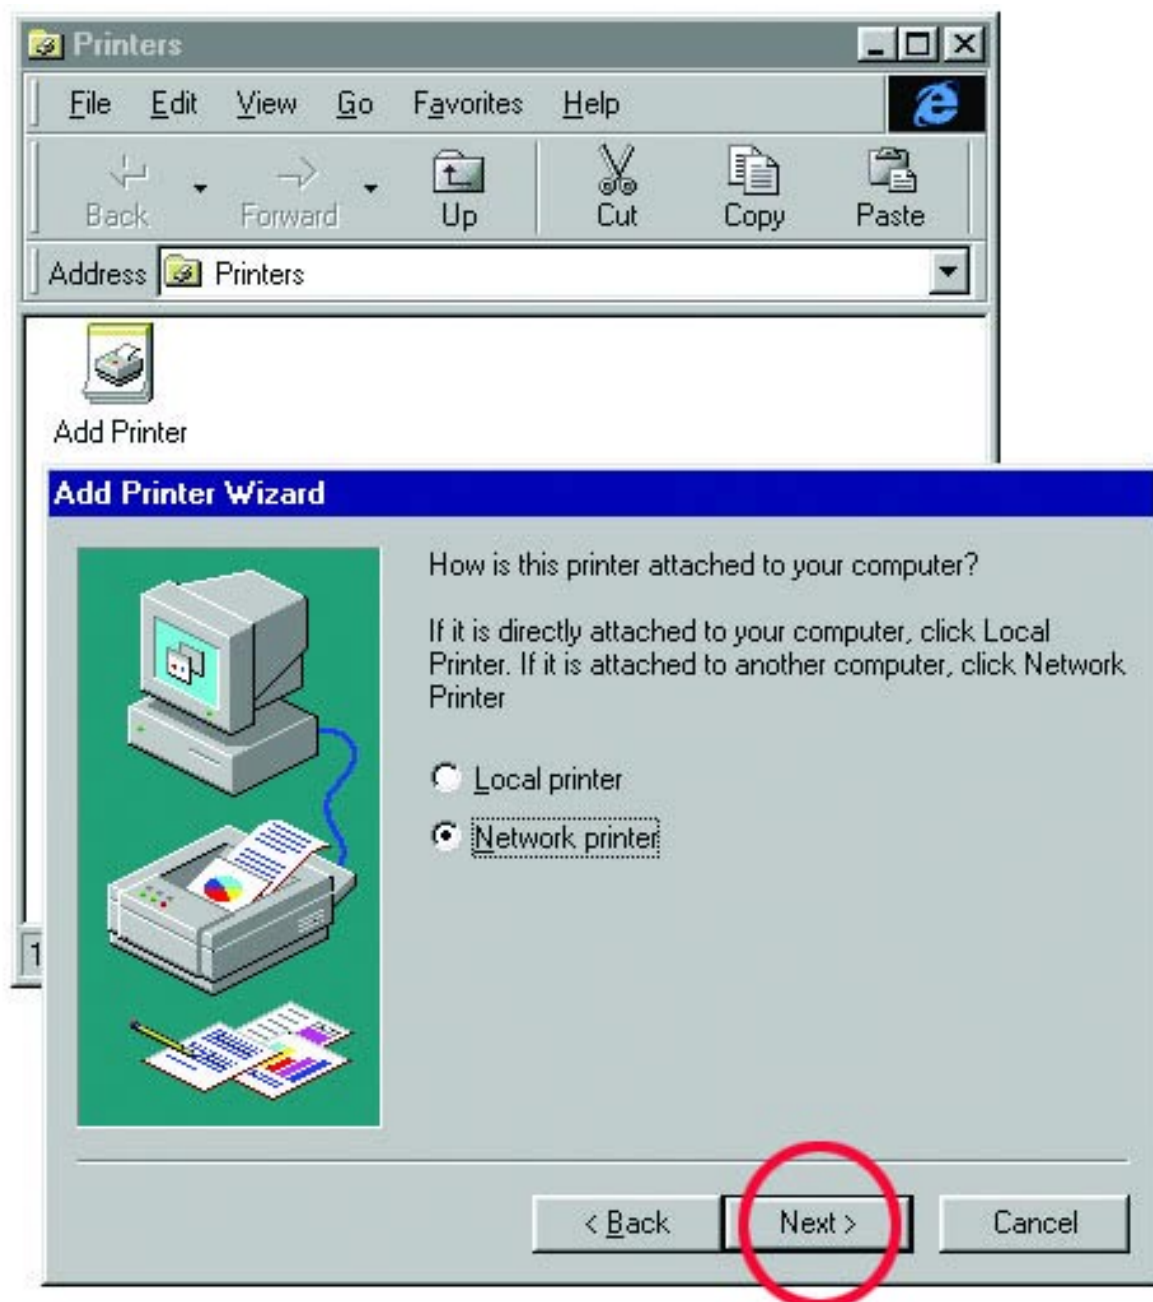 Printers
File Edit View Go Favorites Help
Back Forward Up Cut Copy Paste
Address Printers
Add Printer
Add Printer Wizard
How is this printer attached to your computer?
If it is directly attached to your computer, click Local
Printer. If it is attached to another computer, click Network
Printer
Local printer
Network printer
1
< Back Next > Cancel